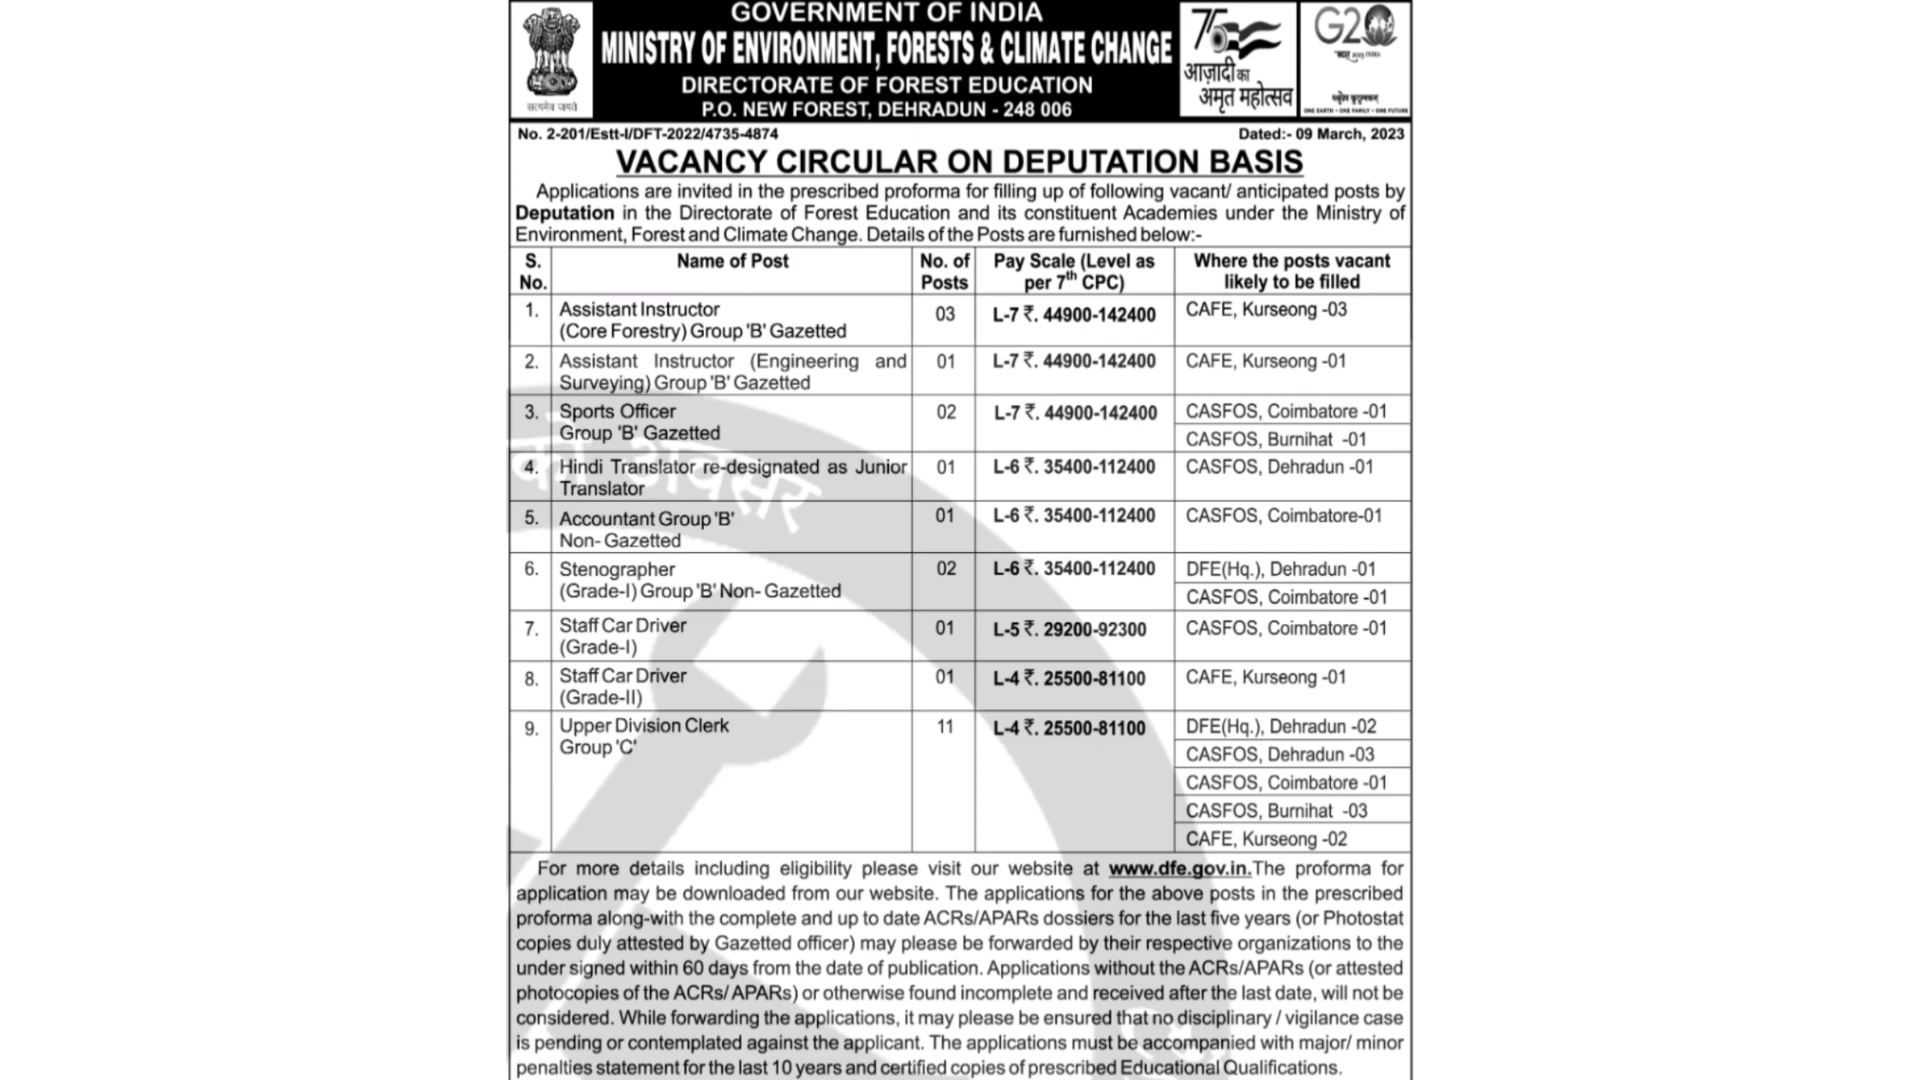 GOVERNMENT OF INDIA
MINISTRY OF ENVIRONMENT, FORESTS & CLIMATE CHANGE
DIRECTORATE OF FOREST EDUCATION
P.O. NEW FOREST, DEHRADUN - 248 006
सत्यमेव जयते
75
आज़ादी का
अमृत महोत्सव
G20
भारत 2023 INDIA
वसुधैव कुटुम्बकम्
ONE EARTH • ONE FAMILY • ONE FUTURE
No. 2-201/Estt-I/DFT-2022/4735-4874 Dated:- 09 March, 2023
VACANCY CIRCULAR ON DEPUTATION BASIS
Applications are invited in the prescribed proforma for filling up of following vacant/ anticipated posts by
Deputation in the Directorate of Forest Education and its constituent Academies under the Ministry of
Environment, Forest and Climate Change. Details of the Posts are furnished below:-
S. No. Name of Post No. of Posts Pay Scale (Level as per 7th CPC) Where the posts vacant likely to be filled
1. Assistant Instructor 03 L-7 ₹. 44900-142400 CAFE, Kurseong -03
(Core Forestry) Group 'B' Gazetted
2. Assistant Instructor (Engineering and 01 L-7 ₹. 44900-142400 CAFE, Kurseong -01
Surveying) Group 'B' Gazetted
3. Sports Officer 02 L-7 ₹. 44900-142400 CASFOS, Coimbatore -01
Group 'B' Gazetted CASFOS, Burnihat -01
4. Hindi Translator re-designated as Junior 01 L-6 ₹. 35400-112400 CASFOS, Dehradun -01
Translator
5. Accountant Group 'B' 01 L-6 ₹. 35400-112400 CASFOS, Coimbatore-01
Non- Gazetted
6. Stenographer 02 L-6 ₹. 35400-112400 DFE(Hq.), Dehradun -01
(Grade-I) Group 'B' Non- Gazetted CASFOS, Coimbatore -01
7. Staff Car Driver 01 L-5 ₹. 29200-92300 CASFOS, Coimbatore -01
(Grade-I)
8. Staff Car Driver 01 L-4 ₹. 25500-81100 CAFE, Kurseong -01
(Grade-II)
9. Upper Division Clerk 11 L-4 ₹. 25500-81100 DFE(Hq.), Dehradun -02
Group 'C'
CASFOS, Dehradun -03
CASFOS, Coimbatore -01
CASFOS, Burnihat -03
CAFE, Kurseong -02
को अवसर
For more details including eligibility please visit our website at www.dfe.gov.in.The proforma for
application may be downloaded from our website. The applications for the above posts in the prescribed
proforma along-with the complete and up to date ACRs/APARs dossiers for the last five years (or Photostat
copies duly attested by Gazetted officer) may please be forwarded by their respective organizations to the
under signed within 60 days from the date of publication. Applications without the ACRs/APARs (or attested
photocopies of the ACRs/ APARs) or otherwise found incomplete and received after the last date, will not be
considered. While forwarding the applications, it may please be ensured that no disciplinary / vigilance case
is pending or contemplated against the applicant. The applications must be accompanied with major/ minor
penalties statement for the last 10 years and certified copies of prescribed Educational Qualifications.